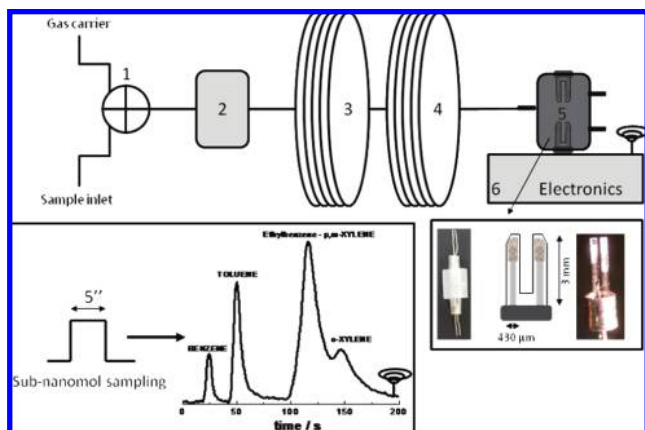 Gas carrier
1
2
3
4
5
Sample inlet
6 Electronics
5''
Sub-nanomol sampling
BENZENE
TOLUENE
Ethylbenzene - p,m-XYLENE
o-XYLENE
0 50 100 150 200
time / s
3 mm
430 µm